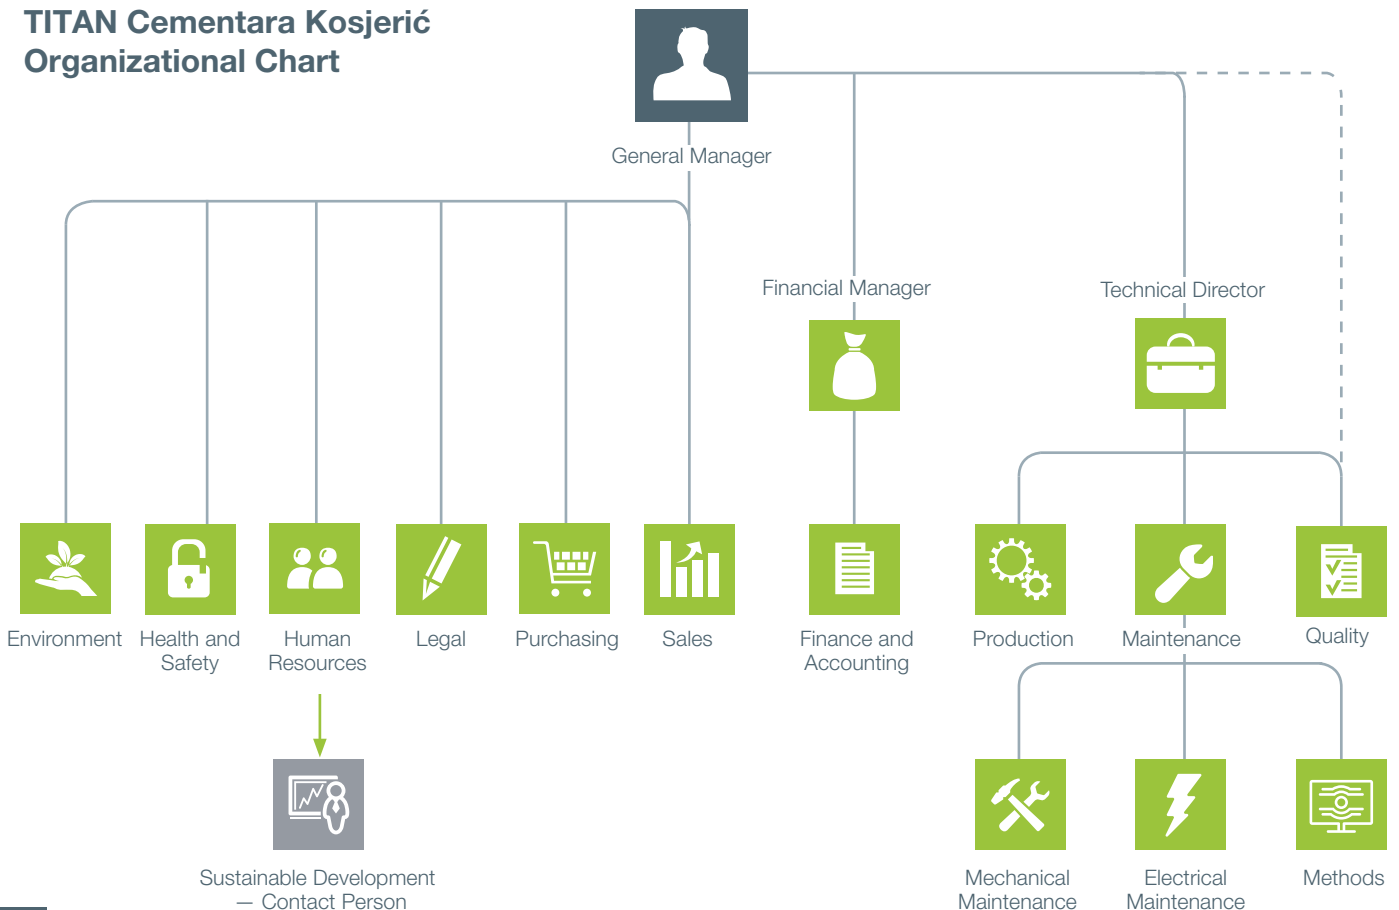 TITAN Cementara Kosjerić
Organizational Chart
General Manager
Financial Manager
Technical Director
Environment
Health and
Safety
Human
Resources
Legal
Purchasing
Sales
Finance and
Accounting
Production
Maintenance
Quality
Sustainable Development
— Contact Person
Mechanical
Maintenance
Electrical
Maintenance
Methods